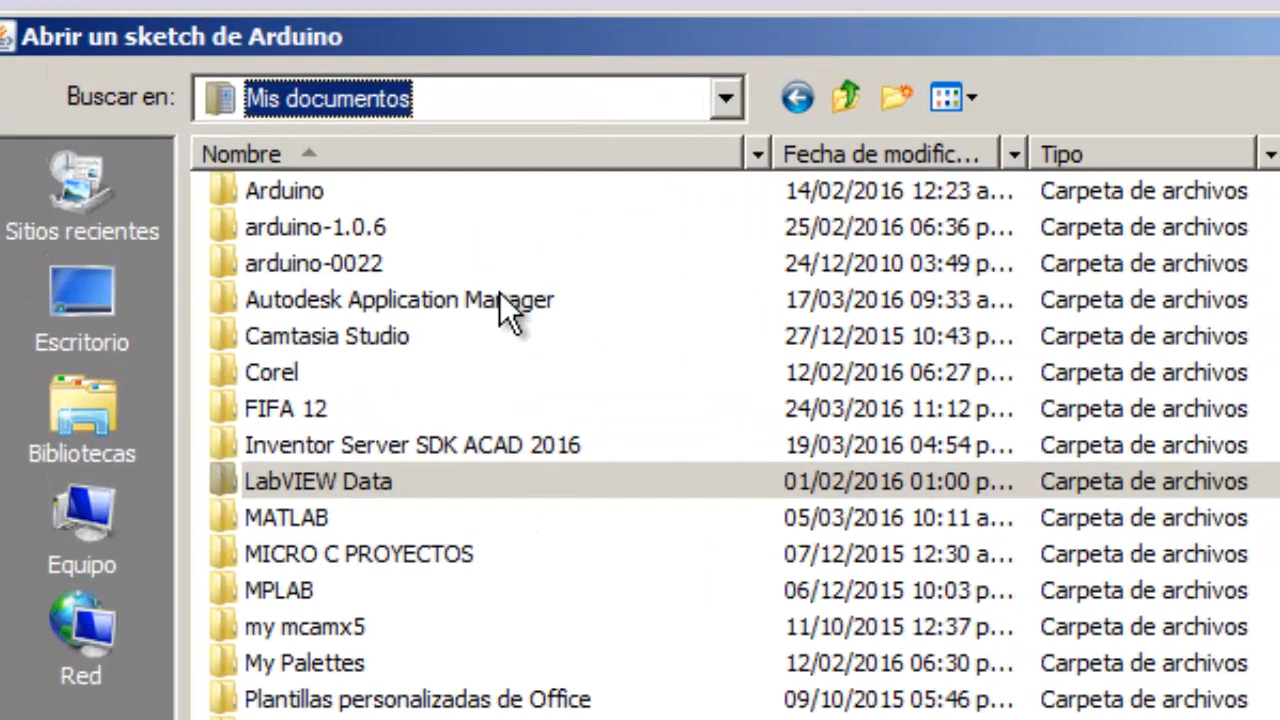 Abrir un sketch de Arduino
Buscar en: Mis documentos
Nombre Fecha de modific... Tipo
Arduino 14/02/2016 12:23 a... Carpeta de archivos
arduino-1.0.6 25/02/2016 06:36 p... Carpeta de archivos
arduino-0022 24/12/2010 03:49 p... Carpeta de archivos
Autodesk Application Manager 17/03/2016 09:33 a... Carpeta de archivos
Camtasia Studio 27/12/2015 10:43 p... Carpeta de archivos
Corel 12/02/2016 06:27 p... Carpeta de archivos
FIFA 12 24/03/2016 11:12 p... Carpeta de archivos
Inventor Server SDK ACAD 2016 19/03/2016 04:54 p... Carpeta de archivos
LabVIEW Data 01/02/2016 01:00 p... Carpeta de archivos
MATLAB 05/03/2016 10:11 a... Carpeta de archivos
MICRO C PROYECTOS 07/12/2015 12:30 a... Carpeta de archivos
MPLAB 06/12/2015 10:03 p... Carpeta de archivos
my mcamx5 11/10/2015 12:37 p... Carpeta de archivos
My Palettes 12/02/2016 06:30 p... Carpeta de archivos
Plantillas personalizadas de Office 09/10/2015 05:46 p... Carpeta de archivos
Sitios recientes
Escritorio
Bibliotecas
Equipo
Red